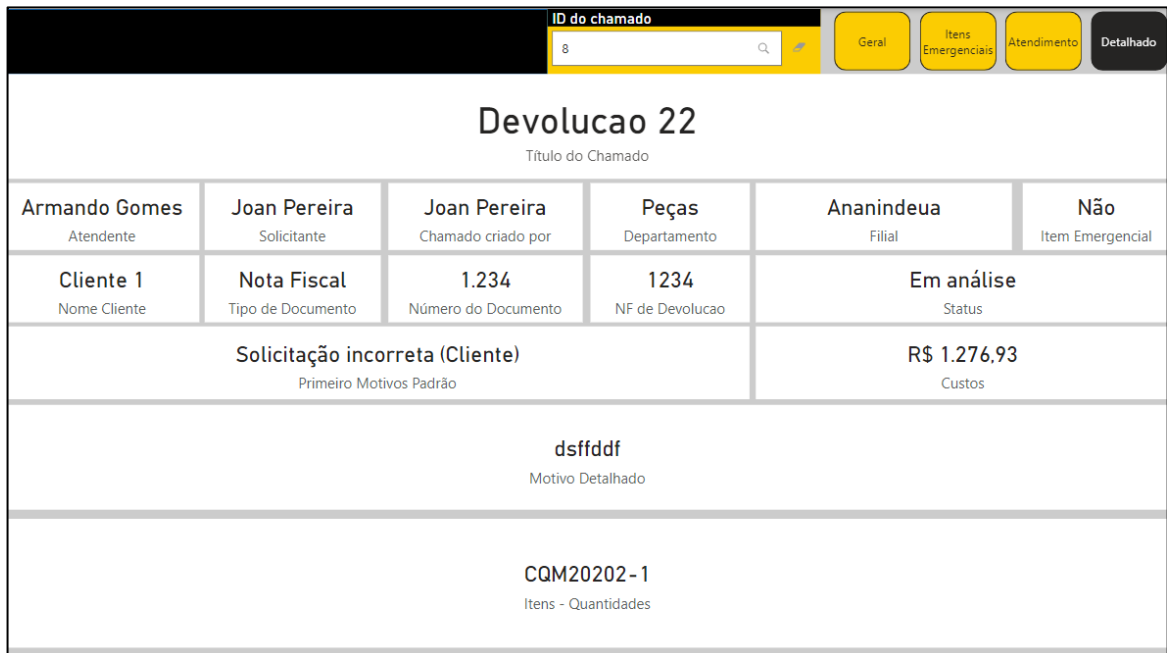 ID do chamado
8
Geral
Itens
Emergenciais
Atendimento
Detalhado
Devolucao 22
Título do Chamado
Armando Gomes
Atendente
Joan Pereira
Solicitante
Joan Pereira
Chamado criado por
Peças
Departamento
Ananindeua
Filial
Não
Item Emergencial
Cliente 1
Nome Cliente
Nota Fiscal
Tipo de Documento
1.234
Número do Documento
1234
NF de Devolucao
Em análise
Status
Solicitação incorreta (Cliente)
Primeiro Motivos Padrão
R$ 1.276,93
Custos
dsffddf
Motivo Detalhado
CQM20202-1
Itens - Quantidades